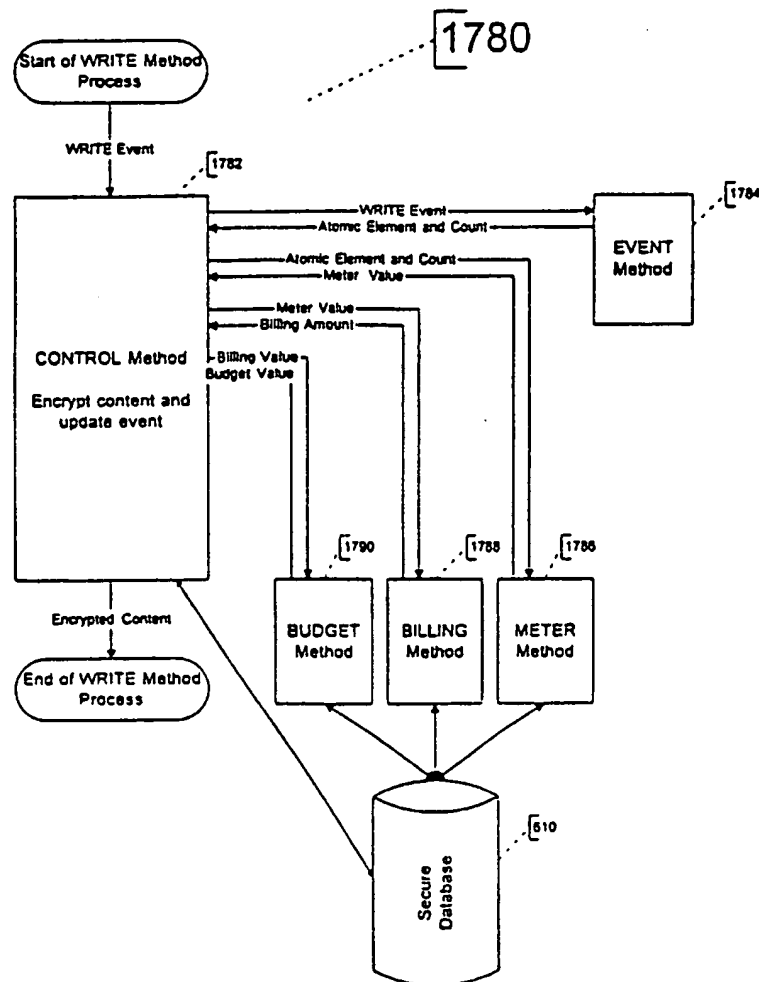 1780
Start of WRITE Method
Process
WRITE Event
1782
WRITE Event
1784
Atomic Element and Count
EVENT
Method
Atomic Element and Count
Meter Value
Meter Value
Billing Amount
CONTROL Method
Billing Value
Budget Value
Encrypt content and
update event
1790
1788
1786
Encrypted Content
BUDGET
Method
BILLING
Method
METER
Method
End of WRITE Method
Process
610
Secure
Database